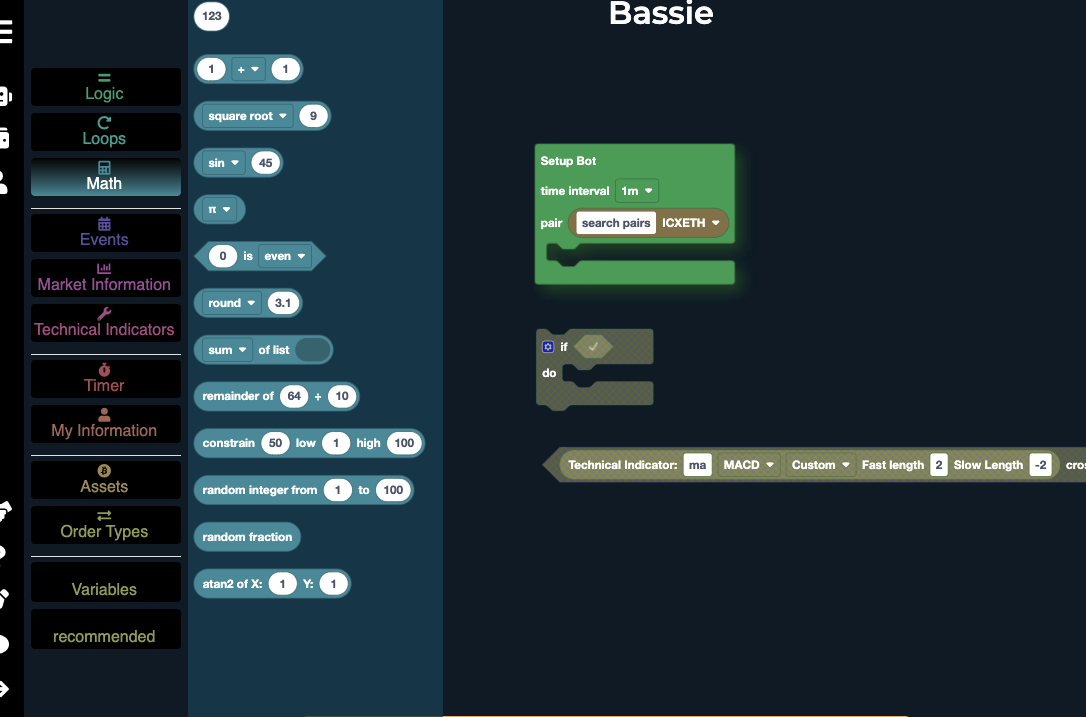 Bassie
Logic
Loops
Math
Events
Market Information
Technical Indicators
Timer
My Information
Assets
Order Types
Variables
recommended
123
1 + 1
square root 9
sin 45
π
0 is even
round 3.1
sum of list
remainder of 64 + 10
constrain 50 low 1 high 100
random integer from 1 to 100
random fraction
atan2 of X: 1 Y: 1
Setup Bot
time interval 1m
pair search pairs ICXETH
if
do
Technical Indicator: ma MACD Custom Fast length 2 Slow Length -2